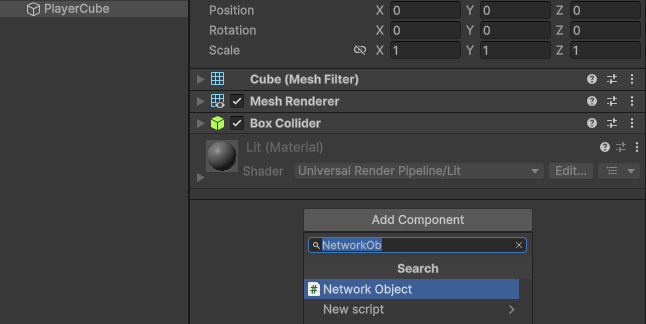 PlayerCube
Position X 0 Y 0 Z 0
Rotation X 0 Y 0 Z 0
Scale X 1 Y 1 Z 1
Cube (Mesh Filter)
Mesh Renderer
Box Collider
Lit (Material)
Shader Universal Render Pipeline/Lit Edit...
Add Component
NetworkOb
Search
# Network Object
New script